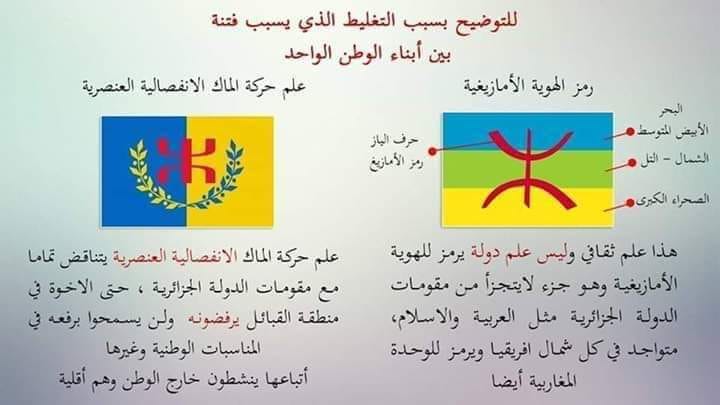 للتوضيح بسبب التغليط الذي يسبب فتنة
بين أبناء الوطن الواحد
رمز الهوية الأمازيغية
البحر
الأبيض المتوسط
الشمال - التل
الصحراء الكبرى
حرف الياز
رمز الأمازيغ
هذا علم ثقافي وليس علم دولة يرمز للهوية
الأمازيغية وهو جزء لايتجزأ من مقومات
الدولة الجزائرية مثل العربية والاسلام،
متواجد في كل شمال افريقيا ويرمز للوحدة
المغاربية أيضا
علم حركة الماك الانفصالية العنصرية
علم حركة الماك الانفصالية العنصرية يتناقض تماما
مع مقومات الدولة الجزائرية ، حتى الاخوة في
منطقة القبائل يرفضونه ولن يسمحوا برفعه في
المناسبات الوطنية وغيرها
أتباعها ينشطون خارج الوطن وهم أقلية